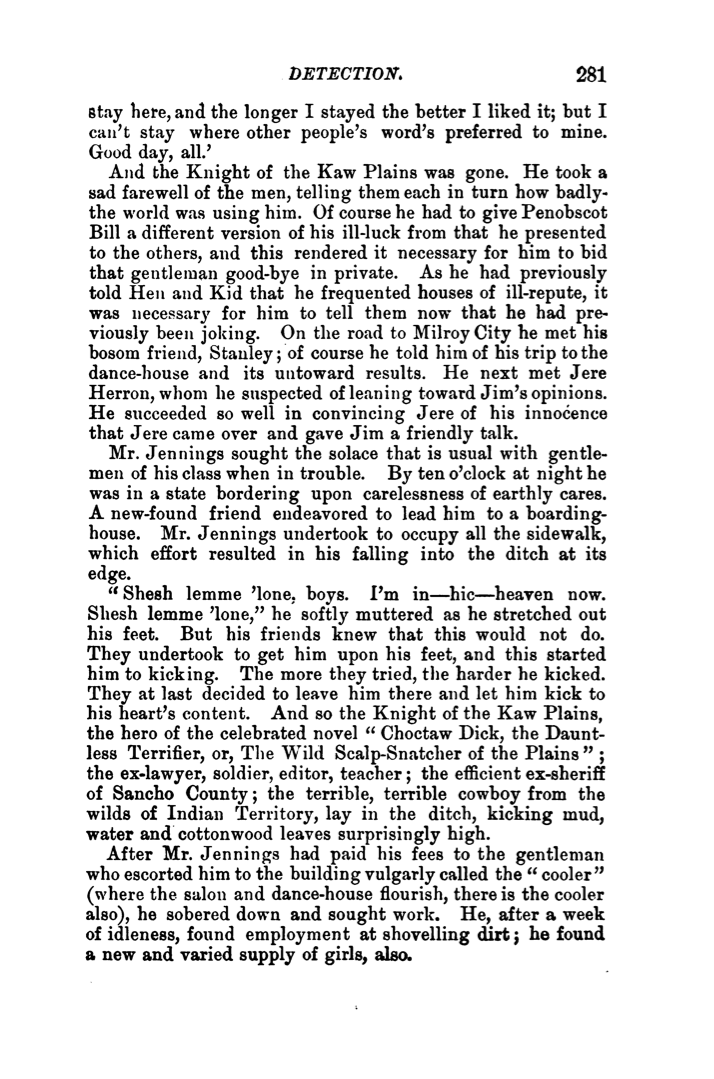 DETECTION. 281
stay here, and the longer I stayed the better I liked it; but I
can't stay where other people's word's preferred to mine.
Good day, all.'
And the Knight of the Kaw Plains was gone. He took a
sad farewell of the men, telling them each in turn how badly-
the world was using him. Of course he had to give Penobscot
Bill a different version of his ill-luck from that he presented
to the others, and this rendered it necessary for him to bid
that gentleman good-bye in private. As he had previously
told Hen and Kid that he frequented houses of ill-repute, it
was necessary for him to tell them now that he had pre-
viously been joking. On the road to Milroy City he met his
bosom friend, Stanley; of course he told him of his trip to the
dance-house and its untoward results. He next met Jere
Herron, whom he suspected of leaning toward Jim's opinions.
He succeeded so well in convincing Jere of his innocence
that Jere came over and gave Jim a friendly talk.
Mr. Jennings sought the solace that is usual with gentle-
men of his class when in trouble. By ten o'clock at night he
was in a state bordering upon carelessness of earthly cares.
A new-found friend endeavored to lead him to a boarding-
house. Mr. Jennings undertook to occupy all the sidewalk,
which effort resulted in his falling into the ditch at its
edge.
"Shesh lemme 'lone, boys. I'm in—hic—heaven now.
Shesh lemme 'lone," he softly muttered as he stretched out
his feet. But his friends knew that this would not do.
They undertook to get him upon his feet, and this started
him to kicking. The more they tried, the harder he kicked.
They at last decided to leave him there and let him kick to
his heart's content. And so the Knight of the Kaw Plains,
the hero of the celebrated novel "Choctaw Dick, the Daunt-
less Terrifier, or, The Wild Scalp-Snatcher of the Plains";
the ex-lawyer, soldier, editor, teacher; the efficient ex-sheriff
of Sancho County; the terrible, terrible cowboy from the
wilds of Indian Territory, lay in the ditch, kicking mud,
water and cottonwood leaves surprisingly high.
After Mr. Jennings had paid his fees to the gentleman
who escorted him to the building vulgarly called the "cooler"
(where the salon and dance-house flourish, there is the cooler
also), he sobered down and sought work. He, after a week
of idleness, found employment at shovelling dirt; he found
a new and varied supply of girls, also.